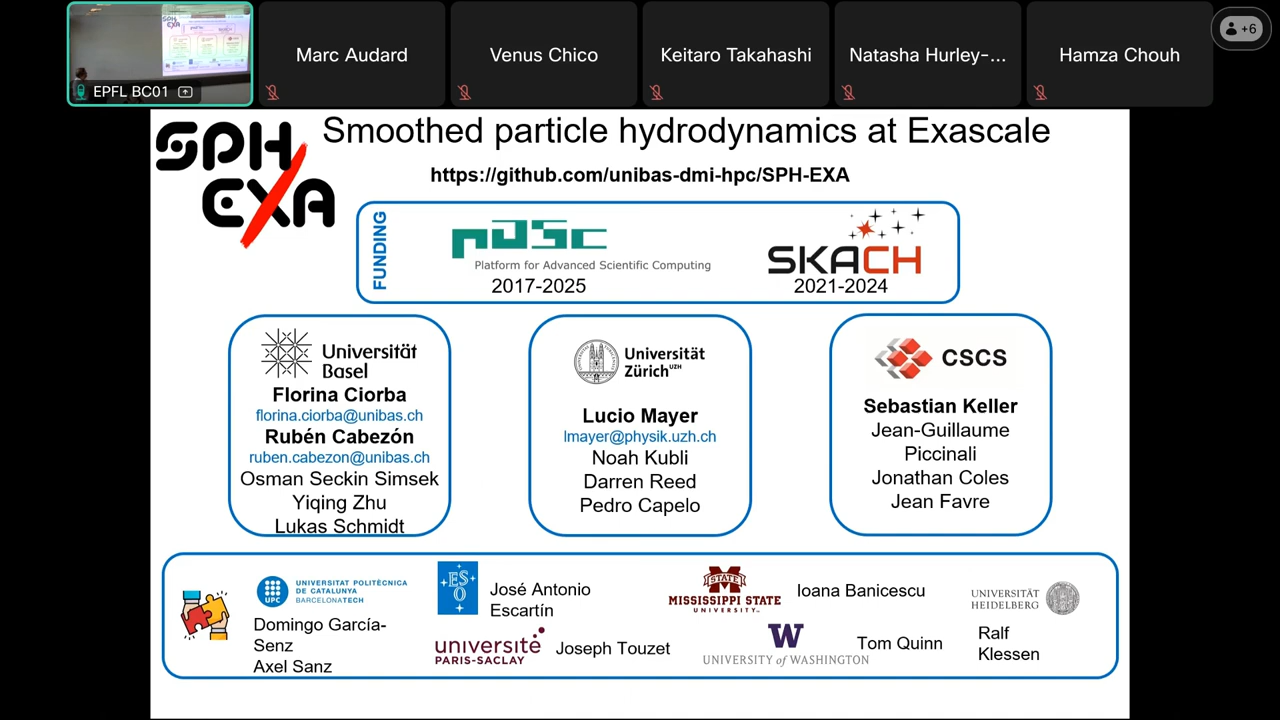 Marc Audard
Venus Chico
Keitaro Takahashi
Natasha Hurley-...
Hamza Chouh
+6
EPFL BC01
SPH
EXA
Smoothed particle hydrodynamics at Exascale
https://github.com/unibas-dmi-hpc/SPH-EXA
FUNDING
pasc
Platform for Advanced Scientific Computing
2017-2025
SKACH
2021-2024
Universität
Basel
Florina Ciorba
florina.ciorba@unibas.ch
Rubén Cabezón
ruben.cabezon@unibas.ch
Osman Seckin Simsek
Yiqing Zhu
Lukas Schmidt
Universität
Zürich UZH
Lucio Mayer
lmayer@physik.uzh.ch
Noah Kubli
Darren Reed
Pedro Capelo
CSCS
Sebastian Keller
Jean-Guillaume
Piccinali
Jonathan Coles
Jean Favre
UPC
UNIVERSITAT POLITÈCNICA
DE CATALUNYA
BARCELONATECH
Domingo García-
Senz
Axel Sanz
ESO
José Antonio
Escartín
université
PARIS-SACLAY
Joseph Touzet
STATE
MISSISSIPPI STATE
UNIVERSITY™
Ioana Banicescu
W
UNIVERSITY of WASHINGTON
Tom Quinn
UNIVERSITÄT
HEIDELBERG
Ralf
Klessen